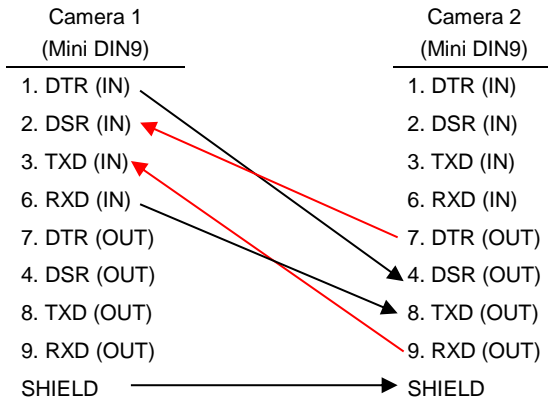 Camera 1
(Mini DIN9)
1. DTR (IN)
2. DSR (IN)
3. TXD (IN)
6. RXD (IN)
7. DTR (OUT)
4. DSR (OUT)
8. TXD (OUT)
9. RXD (OUT)
SHIELD
Camera 2
(Mini DIN9)
1. DTR (IN)
2. DSR (IN)
3. TXD (IN)
6. RXD (IN)
7. DTR (OUT)
4. DSR (OUT)
8. TXD (OUT)
9. RXD (OUT)
SHIELD